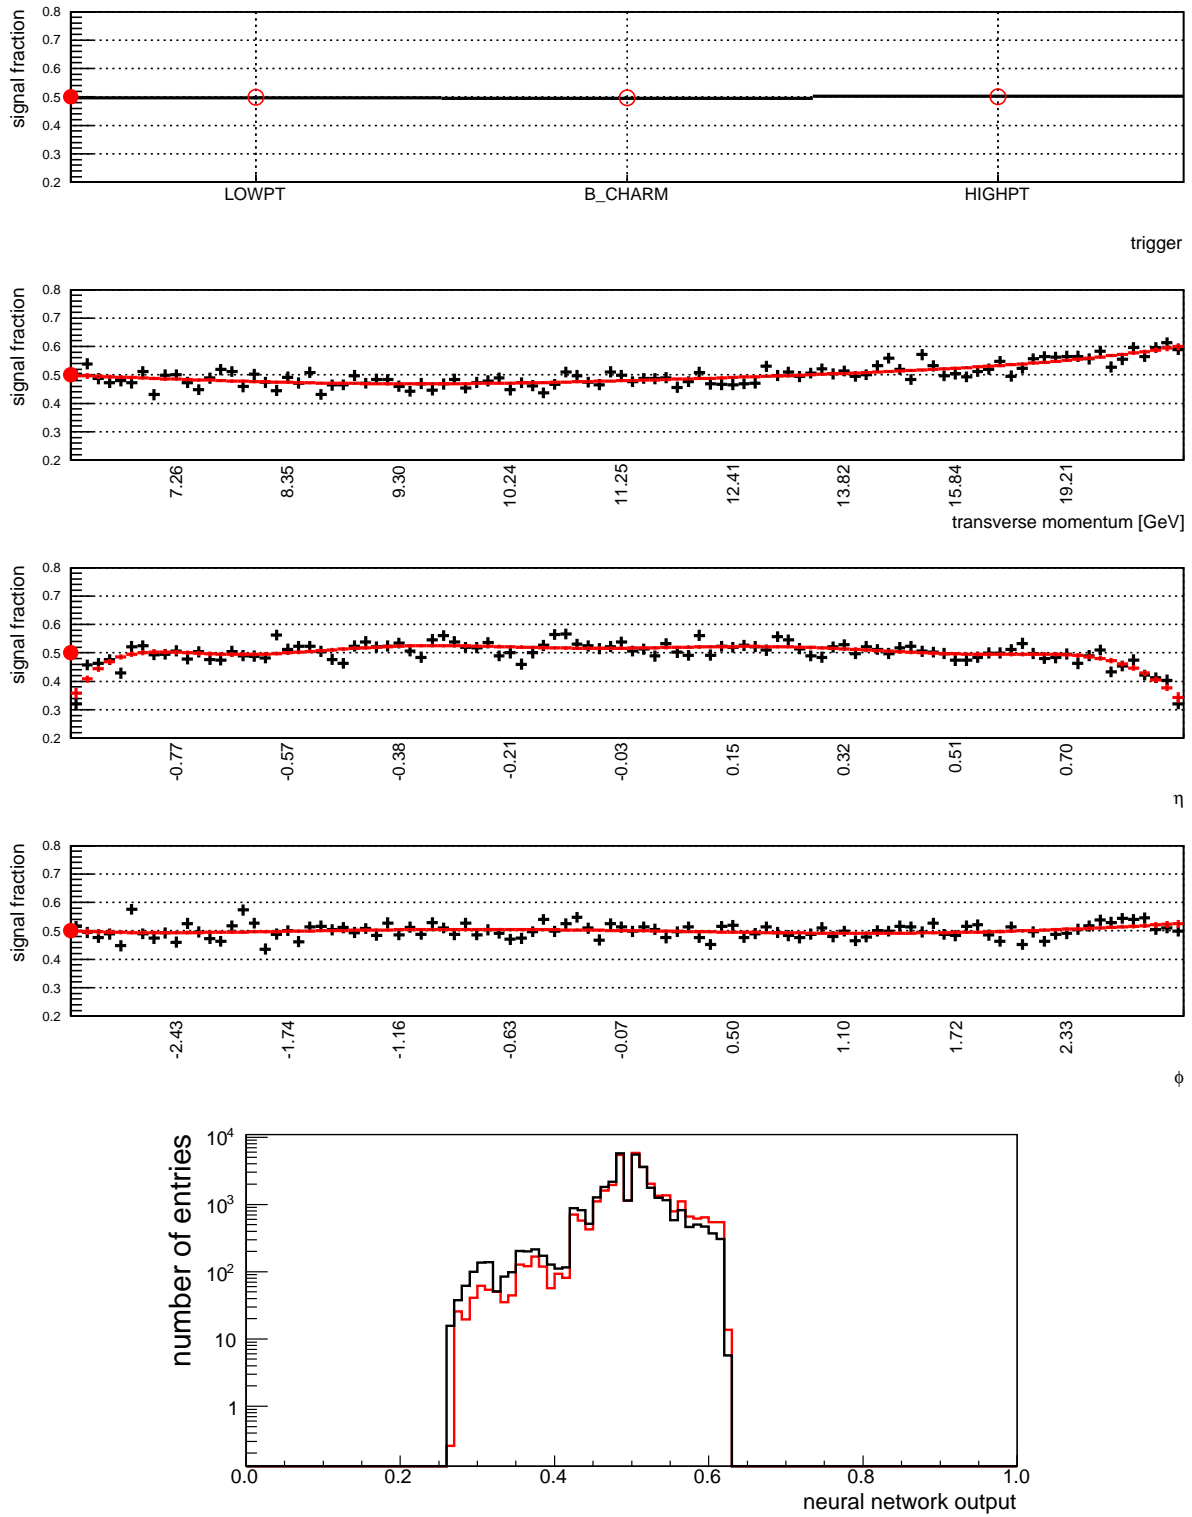 signal fraction
0.8
0.7
0.6
0.5
0.4
0.3
0.2
LOWPT B_CHARM HIGHPT
trigger
signal fraction
0.8
0.7
0.6
0.5
0.4
0.3
0.2
7.26 8.35 9.30 10.24 11.25 12.41 13.82 15.84 19.21
transverse momentum [GeV]
signal fraction
0.8
0.7
0.6
0.5
0.4
0.3
0.2
-0.77 -0.57 -0.38 -0.21 -0.03 0.15 0.32 0.51 0.70
η
signal fraction
0.8
0.7
0.6
0.5
0.4
0.3
0.2
-2.43 -1.74 -1.16 -0.63 -0.07 0.50 1.10 1.72 2.33
ϕ
number of entries
10⁴
10³
10²
10
1
0.0 0.2 0.4 0.6 0.8 1.0
neural network output